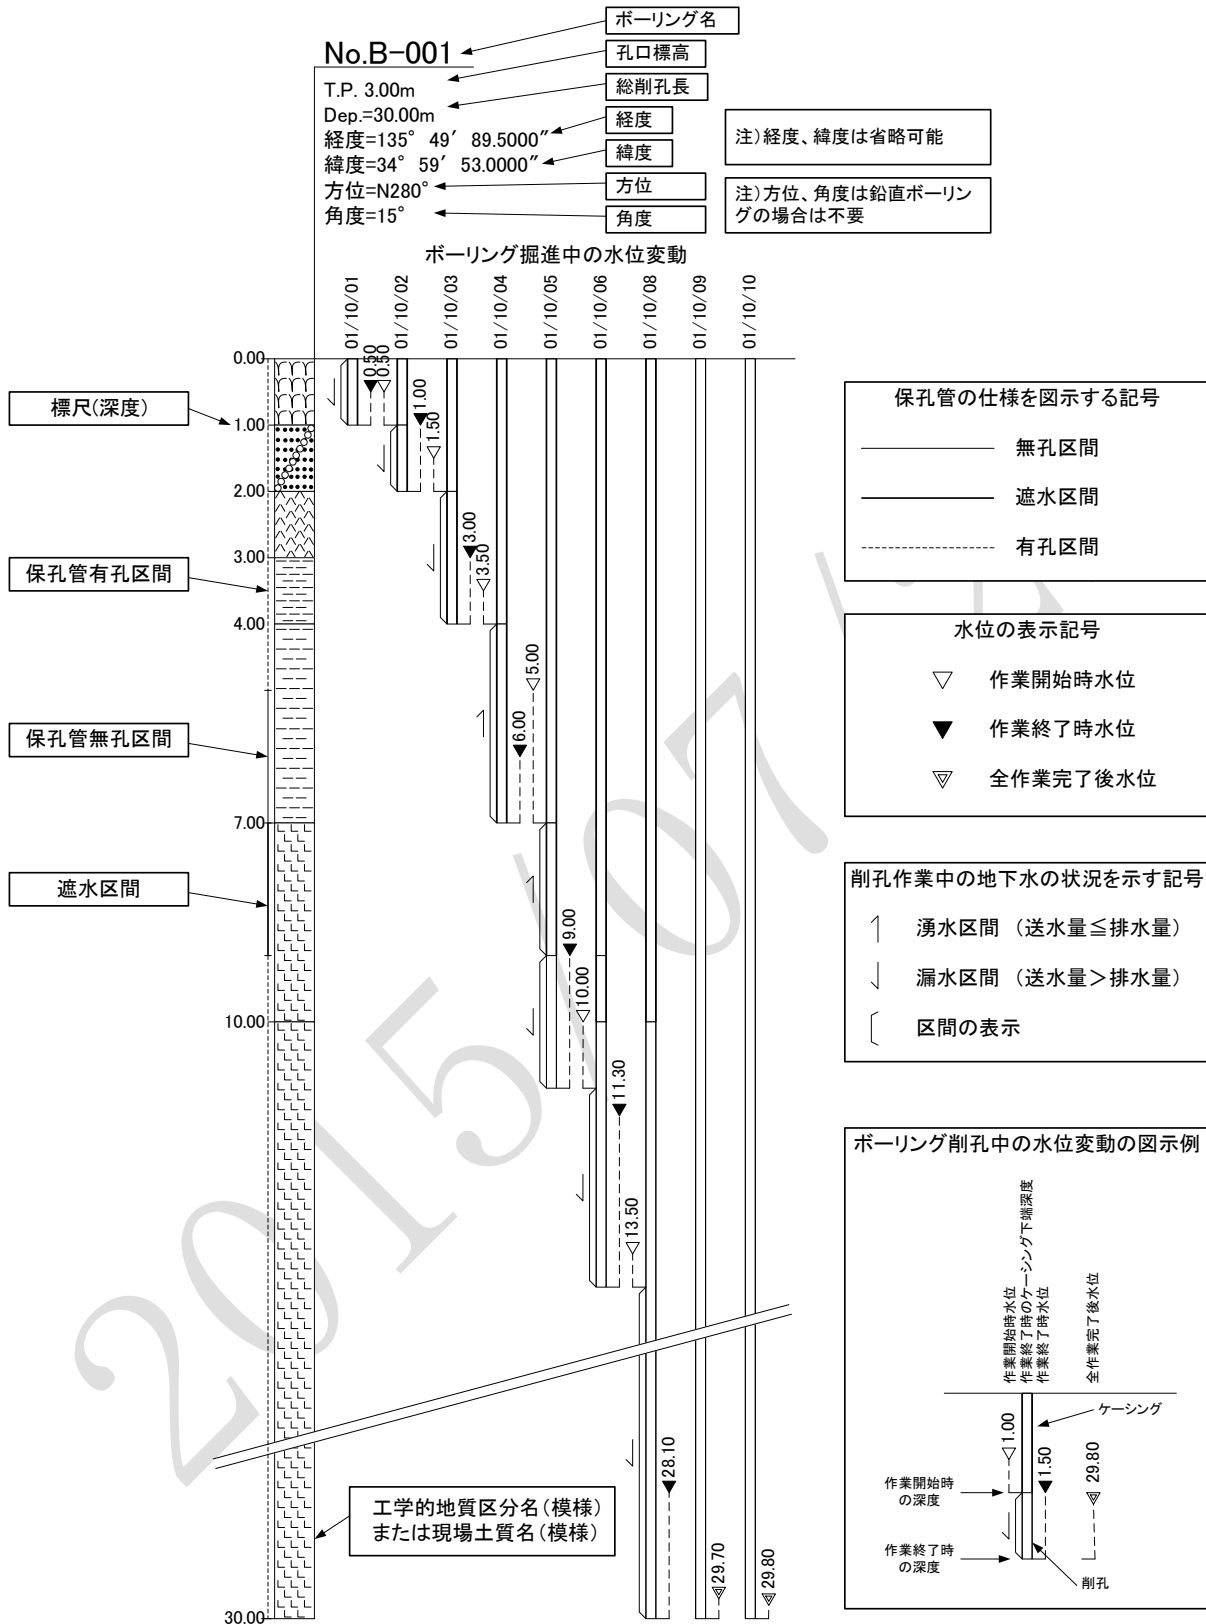 No.B-001
T.P. 3.00m
Dep.=30.00m
経度=135° 49′ 89.5000″
緯度=34° 59′ 53.0000″
方位=N280°
角度=15°
ボーリング名
孔口標高
総削孔長
経度
緯度
方位
角度
注)経度、緯度は省略可能
注)方位、角度は鉛直ボーリン
グの場合は不要
ボーリング掘進中の水位変動
01/10/01
01/10/02
01/10/03
01/10/04
01/10/05
01/10/06
01/10/08
01/10/09
01/10/10
0.00
1.00
2.00
3.00
4.00
7.00
10.00
30.00
0.50
0.50
1.00
1.50
3.00
3.50
6.00
5.00
9.00
10.00
11.30
13.50
28.10
29.70
29.80
標尺(深度)
保孔管有孔区間
保孔管無孔区間
遮水区間
工学的地質区分名(模様)
または現場土質名(模様)
保孔管の仕様を図示する記号
無孔区間
遮水区間
有孔区間
水位の表示記号
▽ 作業開始時水位
▼ 作業終了時水位
全作業完了後水位
削孔作業中の地下水の状況を示す記号
湧水区間 (送水量≦排水量)
漏水区間 (送水量>排水量)
区間の表示
ボーリング削孔中の水位変動の図示例
作業開始時水位
作業終了時のケーシング下端深度
作業終了時水位
全作業完了後水位
ケーシング
1.00
1.50
29.80
作業開始時
の深度
作業終了時
の深度
削孔
2015/07/